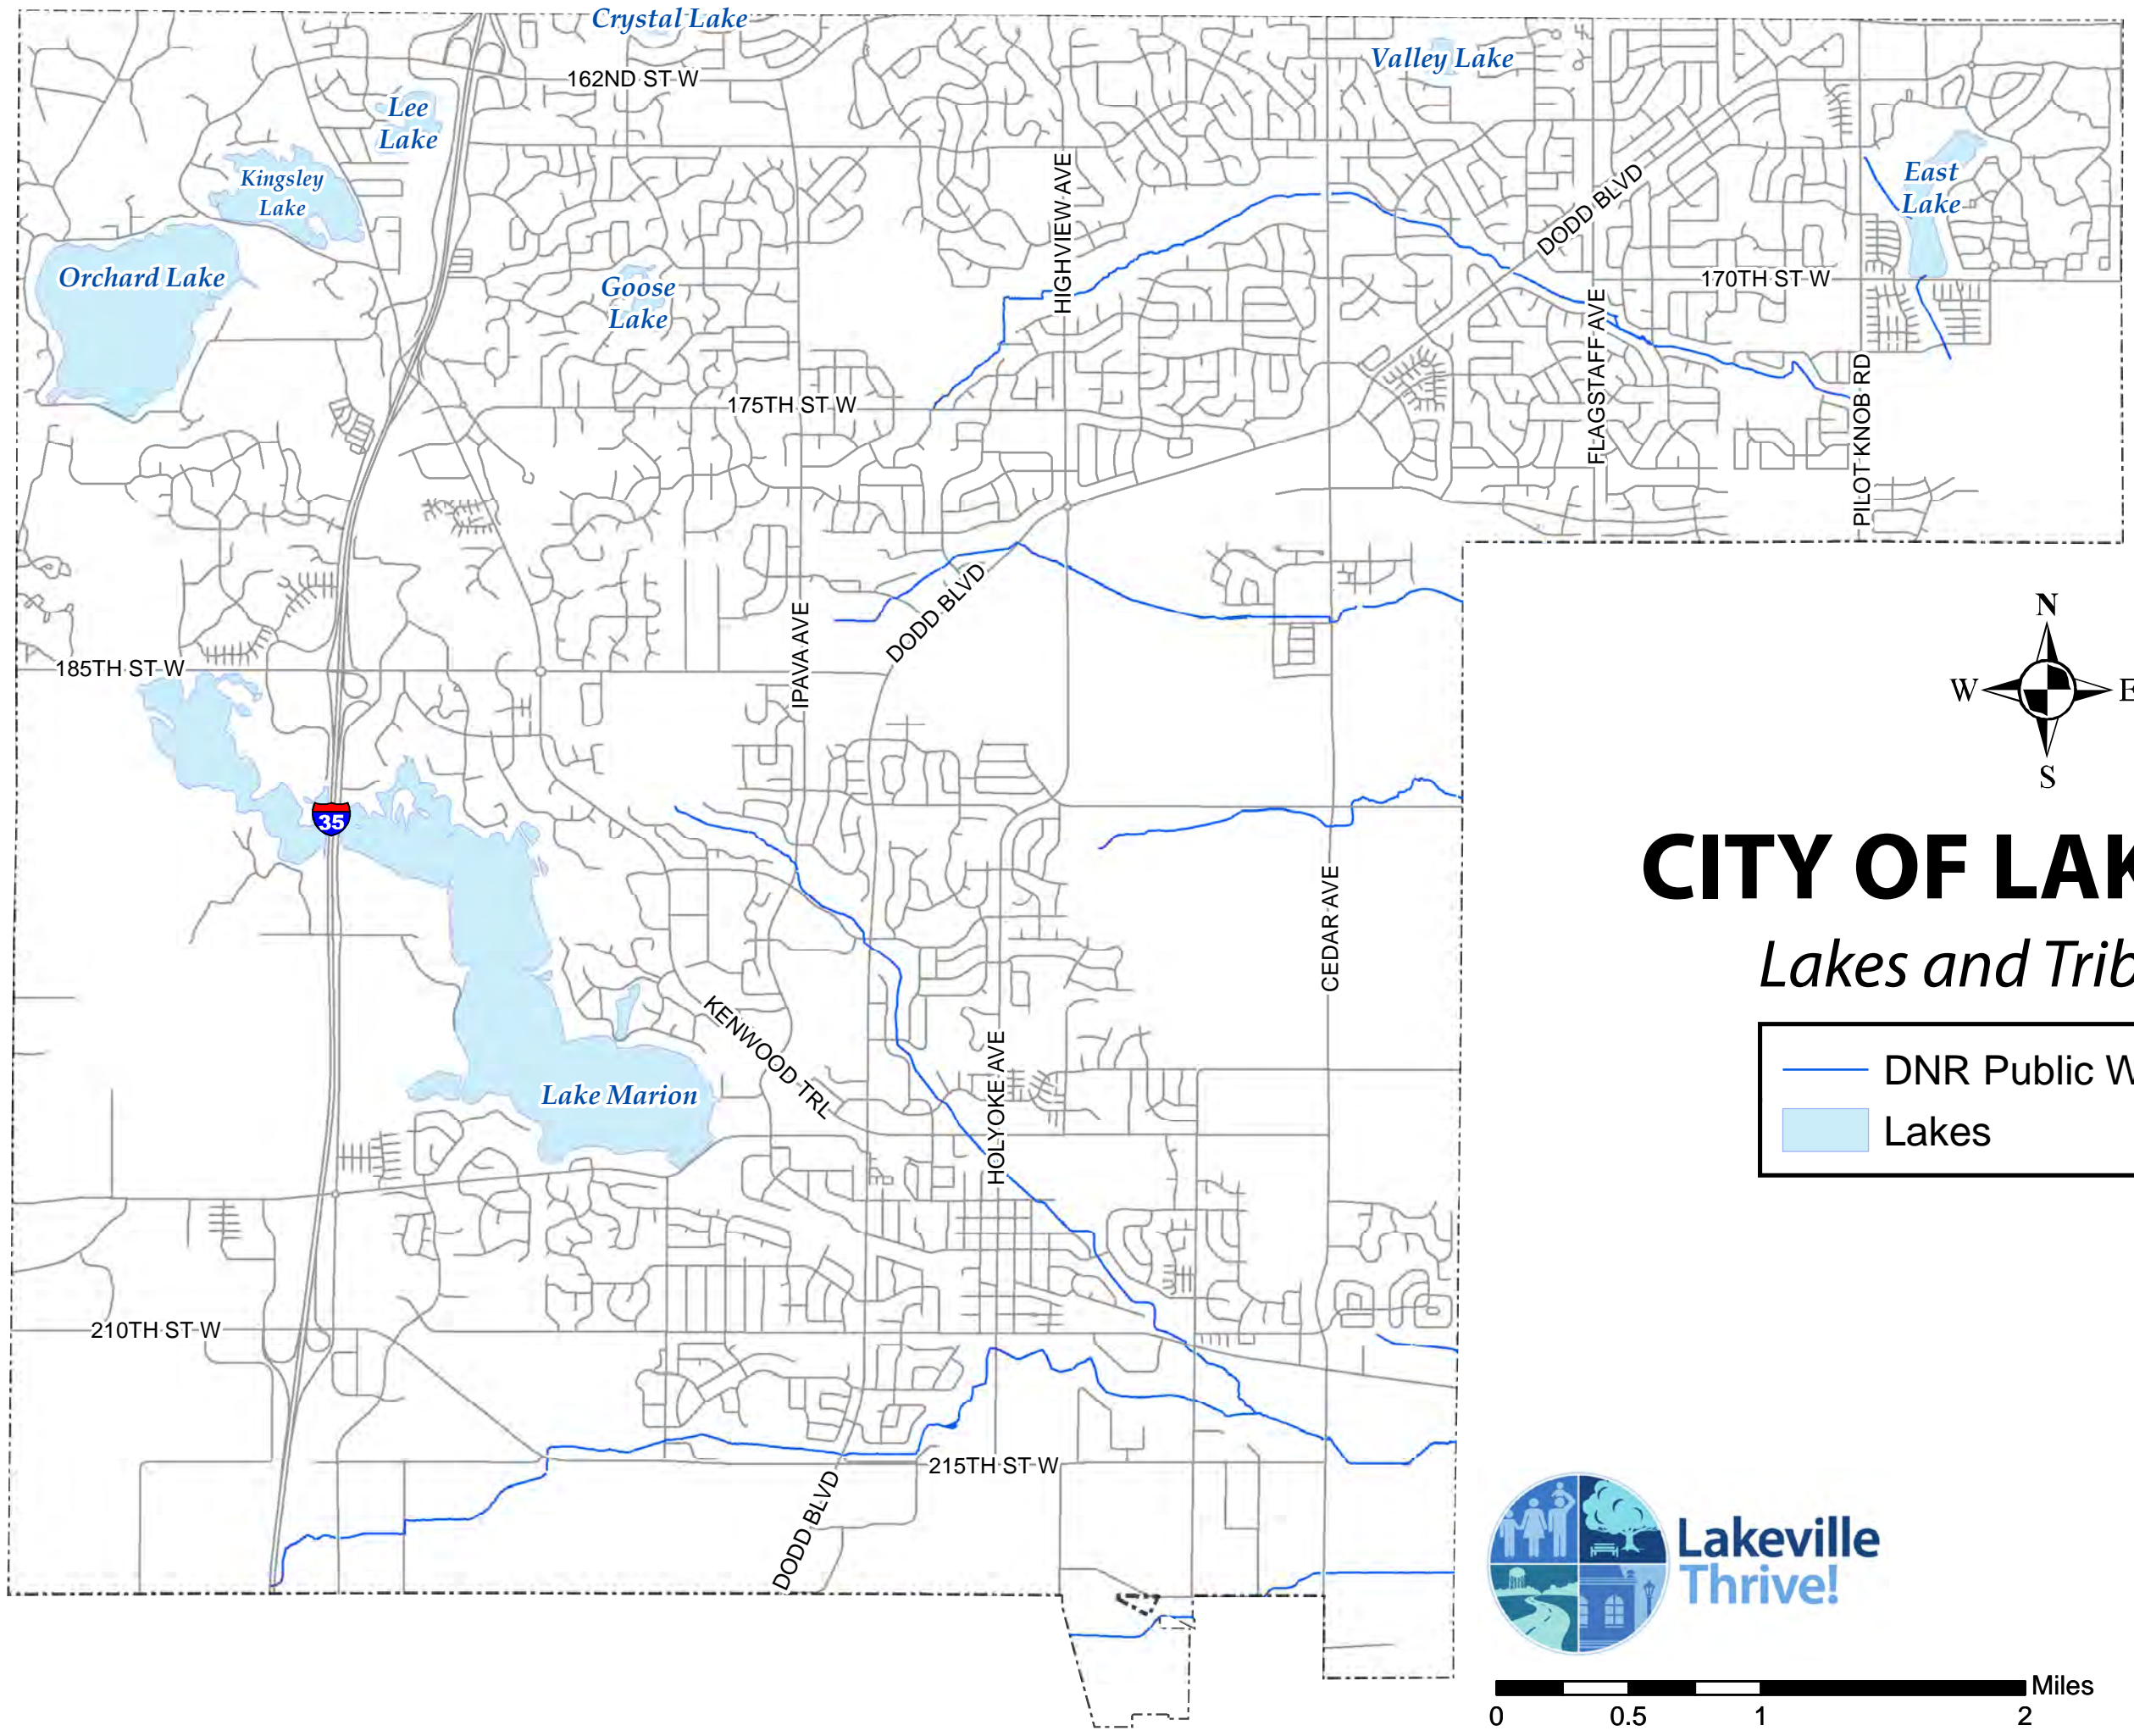 Crystal Lake
Valley Lake
162ND ST W
Lee
Lake
Kingsley
Lake
HIGHVIEW AVE
DODD BLVD
East
Lake
Orchard Lake
Goose
Lake
170TH ST W
FLAGSTAFF AVE
175TH ST W
PILOT KNOB RD
DODD BLVD
IPAVA AVE
185TH ST W
N
W
E
S
35
CITY OF LAK
CEDAR AVE
Lakes and Trib
KENWOOD TRL
HOLYOKE AVE
DNR Public W
Lakes
Lake Marion
210TH ST W
215TH ST W
DODD BLVD
Lakeville
Thrive!
Miles
0 0.5 1 2